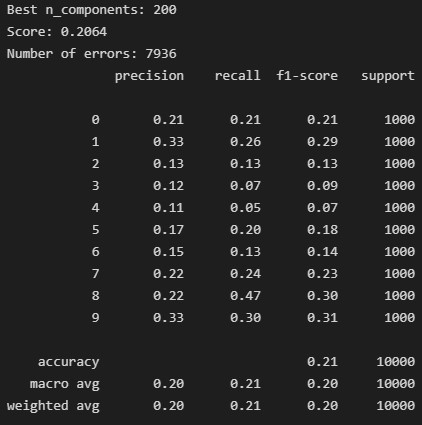 Best n_components: 200
Score: 0.2064
Number of errors: 7936
precision recall f1-score support
0 0.21 0.21 0.21 1000
1 0.33 0.26 0.29 1000
2 0.13 0.13 0.13 1000
3 0.12 0.07 0.09 1000
4 0.11 0.05 0.07 1000
5 0.17 0.20 0.18 1000
6 0.15 0.13 0.14 1000
7 0.22 0.24 0.23 1000
8 0.22 0.47 0.30 1000
9 0.33 0.30 0.31 1000
accuracy 0.21 10000
macro avg 0.20 0.21 0.20 10000
weighted avg 0.20 0.21 0.20 10000